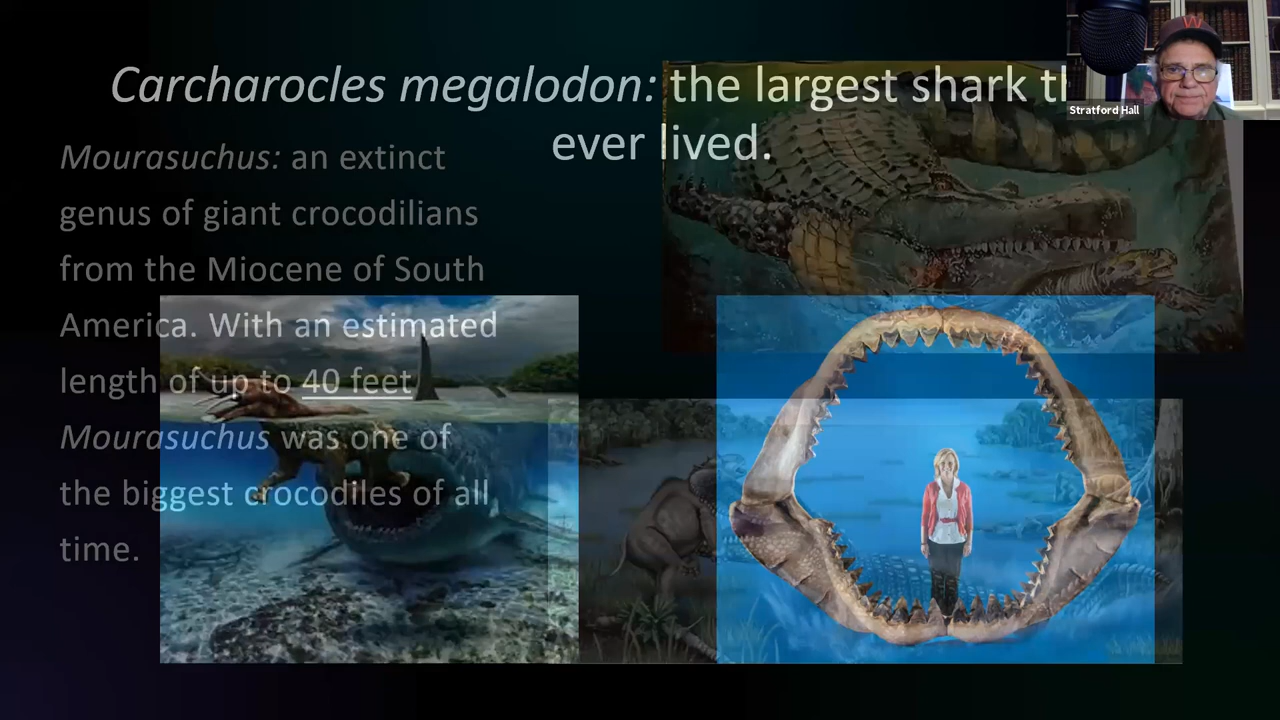 Carcharocles megalodon: the largest shark th
ever lived.
Mourasuchus: an extinct
genus of giant crocodilians
from the Miocene of South
America. With an estimated
length of up to 40 feet
Mourasuchus was one of
the biggest crocodiles of all
time.
W
Stratford Hall